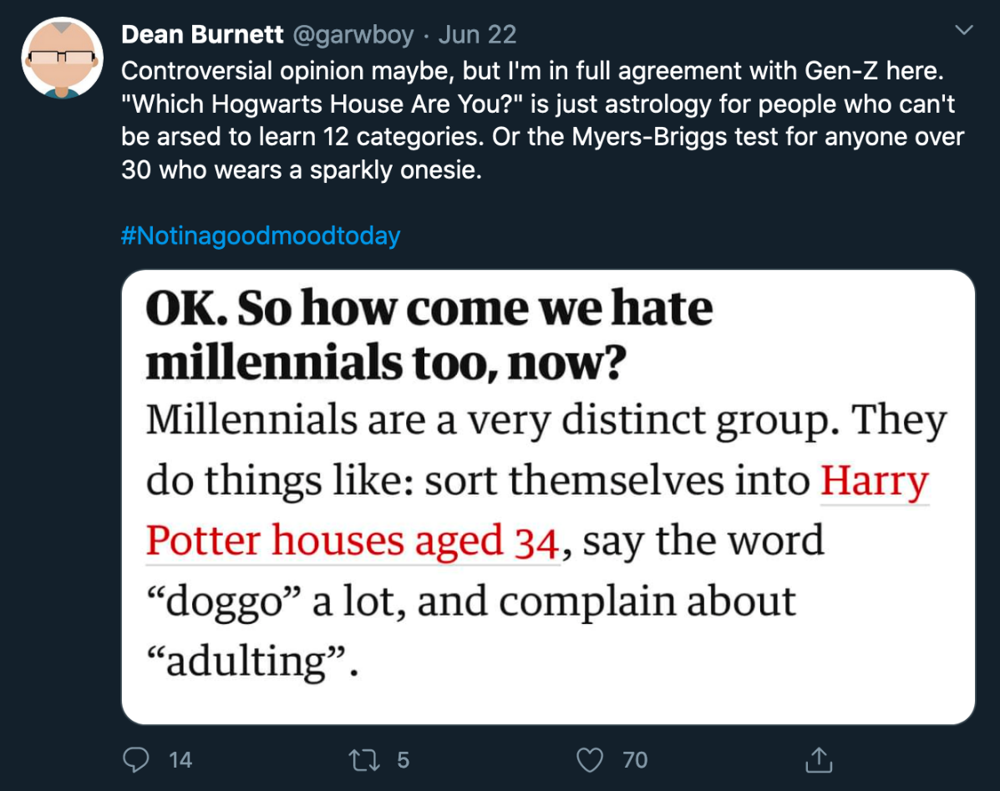 Dean Burnett @garwboy · Jun 22
Controversial opinion maybe, but I'm in full agreement with Gen-Z here.
"Which Hogwarts House Are You?" is just astrology for people who can't
be arsed to learn 12 categories. Or the Myers-Briggs test for anyone over
30 who wears a sparkly onesie.
#Notinagoodmoodtoday
OK. So how come we hate
millennials too, now?
Millennials are a very distinct group. They
do things like: sort themselves into Harry
Potter houses aged 34, say the word
“doggo” a lot, and complain about
“adulting”.
14 5 70